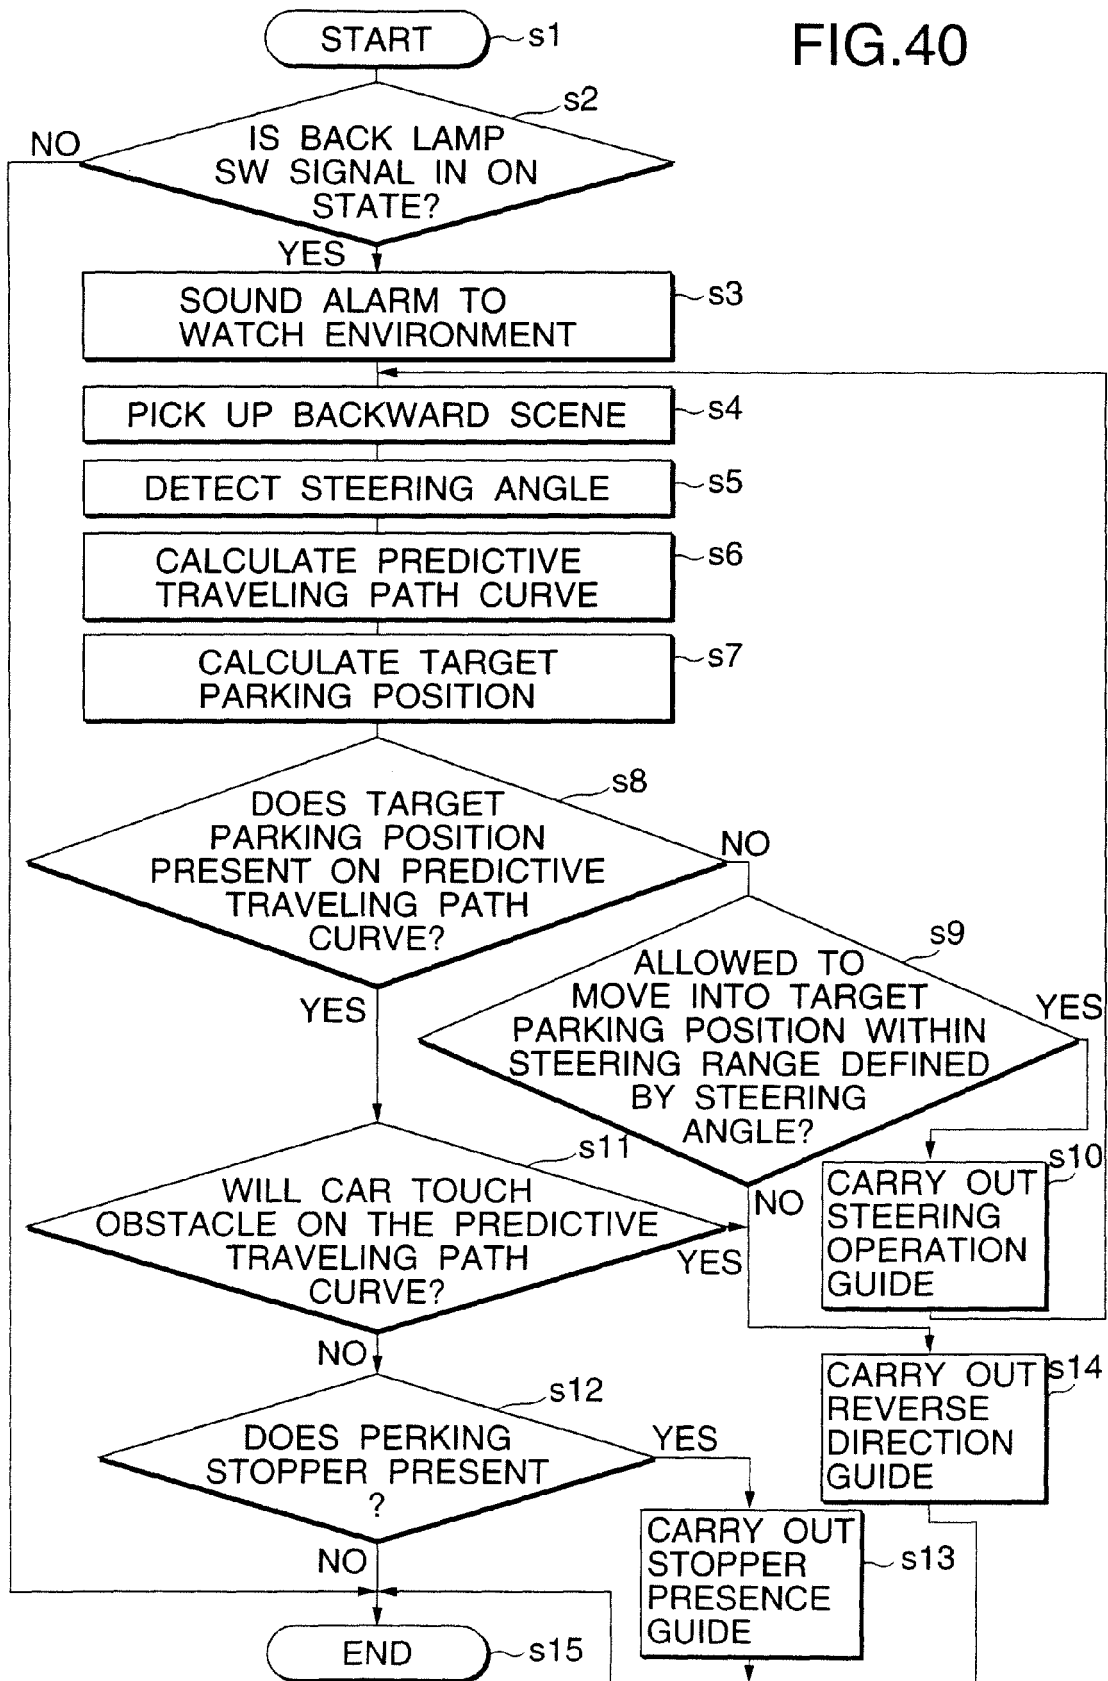 FIG.40
START
s1
s2
NO
IS BACK LAMP
SW SIGNAL IN ON
STATE?
YES
SOUND ALARM TO
WATCH ENVIRONMENT
s3
PICK UP BACKWARD SCENE
s4
DETECT STEERING ANGLE
s5
CALCULATE PREDICTIVE
TRAVELING PATH CURVE
s6
CALCULATE TARGET
PARKING POSITION
s7
s8
DOES TARGET
PARKING POSITION
PRESENT ON PREDICTIVE
TRAVELING PATH
CURVE?
NO
YES
s9
ALLOWED TO
MOVE INTO TARGET
PARKING POSITION WITHIN
STEERING RANGE DEFINED
BY STEERING
ANGLE?
YES
NO
s10
CARRY OUT
STEERING
OPERATION
GUIDE
s11
WILL CAR TOUCH
OBSTACLE ON THE PREDICTIVE
TRAVELING PATH
CURVE?
YES
NO
s14
CARRY OUT
REVERSE
DIRECTION
GUIDE
s12
DOES PERKING
STOPPER PRESENT
?
YES
NO
CARRY OUT
STOPPER
PRESENCE
GUIDE
s13
END
s15